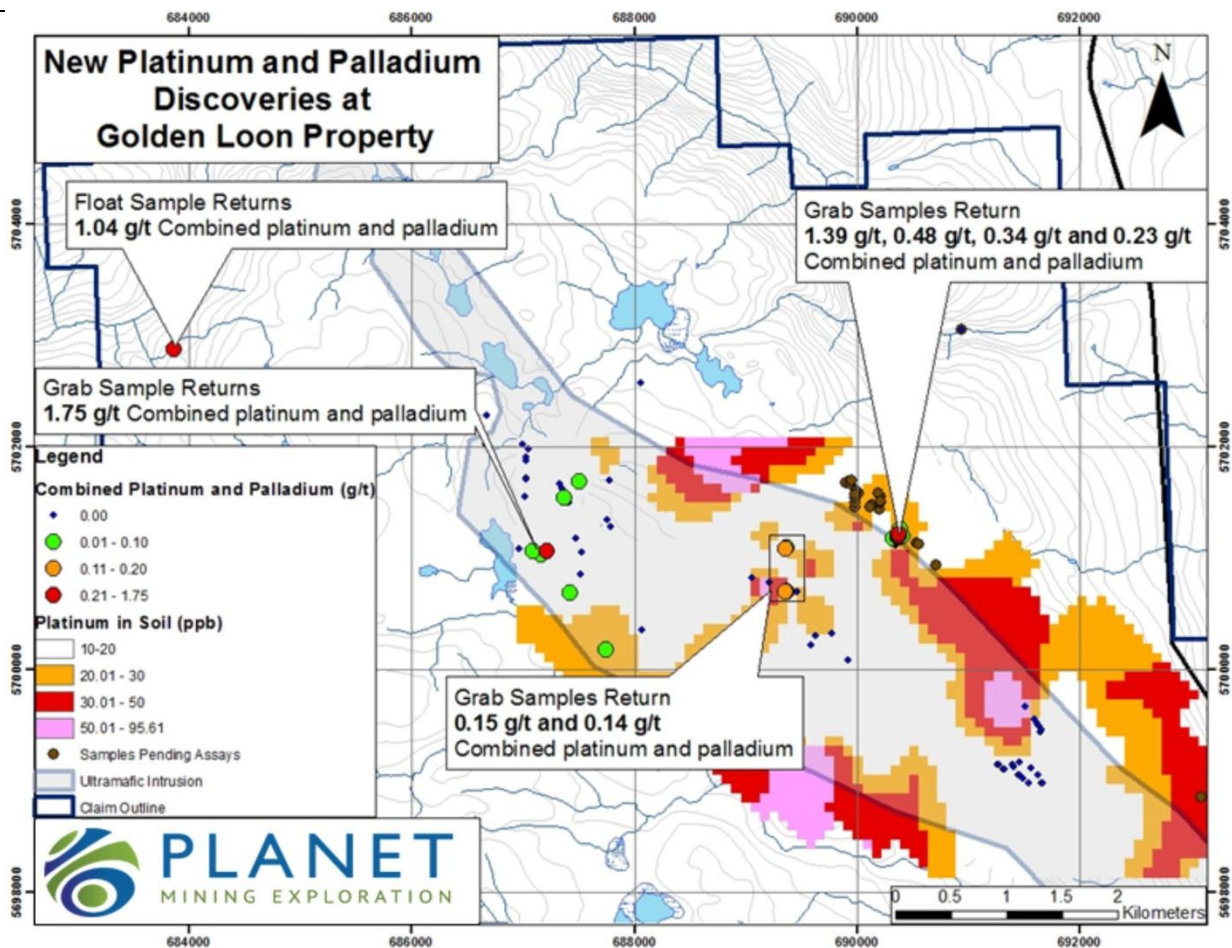 684000 686000 688000 690000 692000
New Platinum and Palladium
Discoveries at
Golden Loon Property
N
Float Sample Returns
1.04 g/t Combined platinum and palladium
Grab Samples Return
1.39 g/t, 0.48 g/t, 0.34 g/t and 0.23 g/t
Combined platinum and palladium
5704000
5704000
Grab Sample Returns
1.75 g/t Combined platinum and palladium
5702000
5702000
Legend
Combined Platinum and Palladium (g/t)
0.00
0.01 - 0.10
0.11 - 0.20
0.21 - 1.75
Platinum in Soil (ppb)
10-20
20.01 - 30
30.01 - 50
50.01 - 95.61
Samples Pending Assays
Ultramafic Intrusion
Claim Outline
5700000
5700000
Grab Samples Return
0.15 g/t and 0.14 g/t
Combined platinum and palladium
PLANET
MINING EXPLORATION
5698000
5698000
0 0.5 1 1.5 2
Kilometers
684000 686000 688000 690000 692000